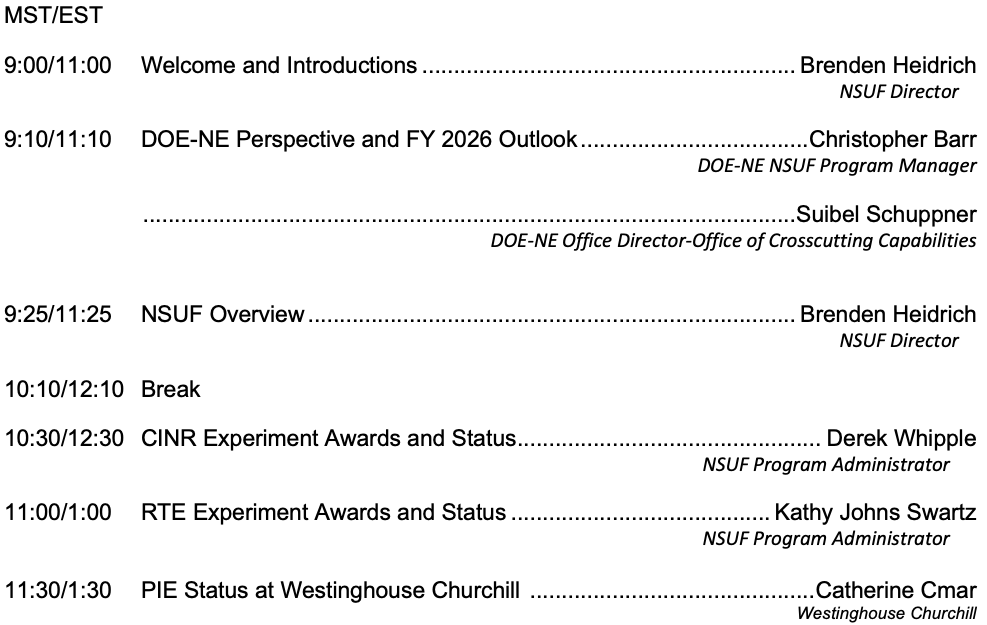 MST/EST
9:00/11:00 Welcome and Introductions ........................................................... Brenden Heidrich
NSUF Director
9:10/11:10 DOE-NE Perspective and FY 2026 Outlook....................................Christopher Barr
DOE-NE NSUF Program Manager
.......................................................................................................Suibel Schuppner
DOE-NE Office Director-Office of Crosscutting Capabilities
9:25/11:25 NSUF Overview ............................................................................. Brenden Heidrich
NSUF Director
10:10/12:10 Break
10:30/12:30 CINR Experiment Awards and Status................................................ Derek Whipple
NSUF Program Administrator
11:00/1:00 RTE Experiment Awards and Status ......................................... Kathy Johns Swartz
NSUF Program Administrator
11:30/1:30 PIE Status at Westinghouse Churchill .............................................Catherine Cmar
Westinghouse Churchill